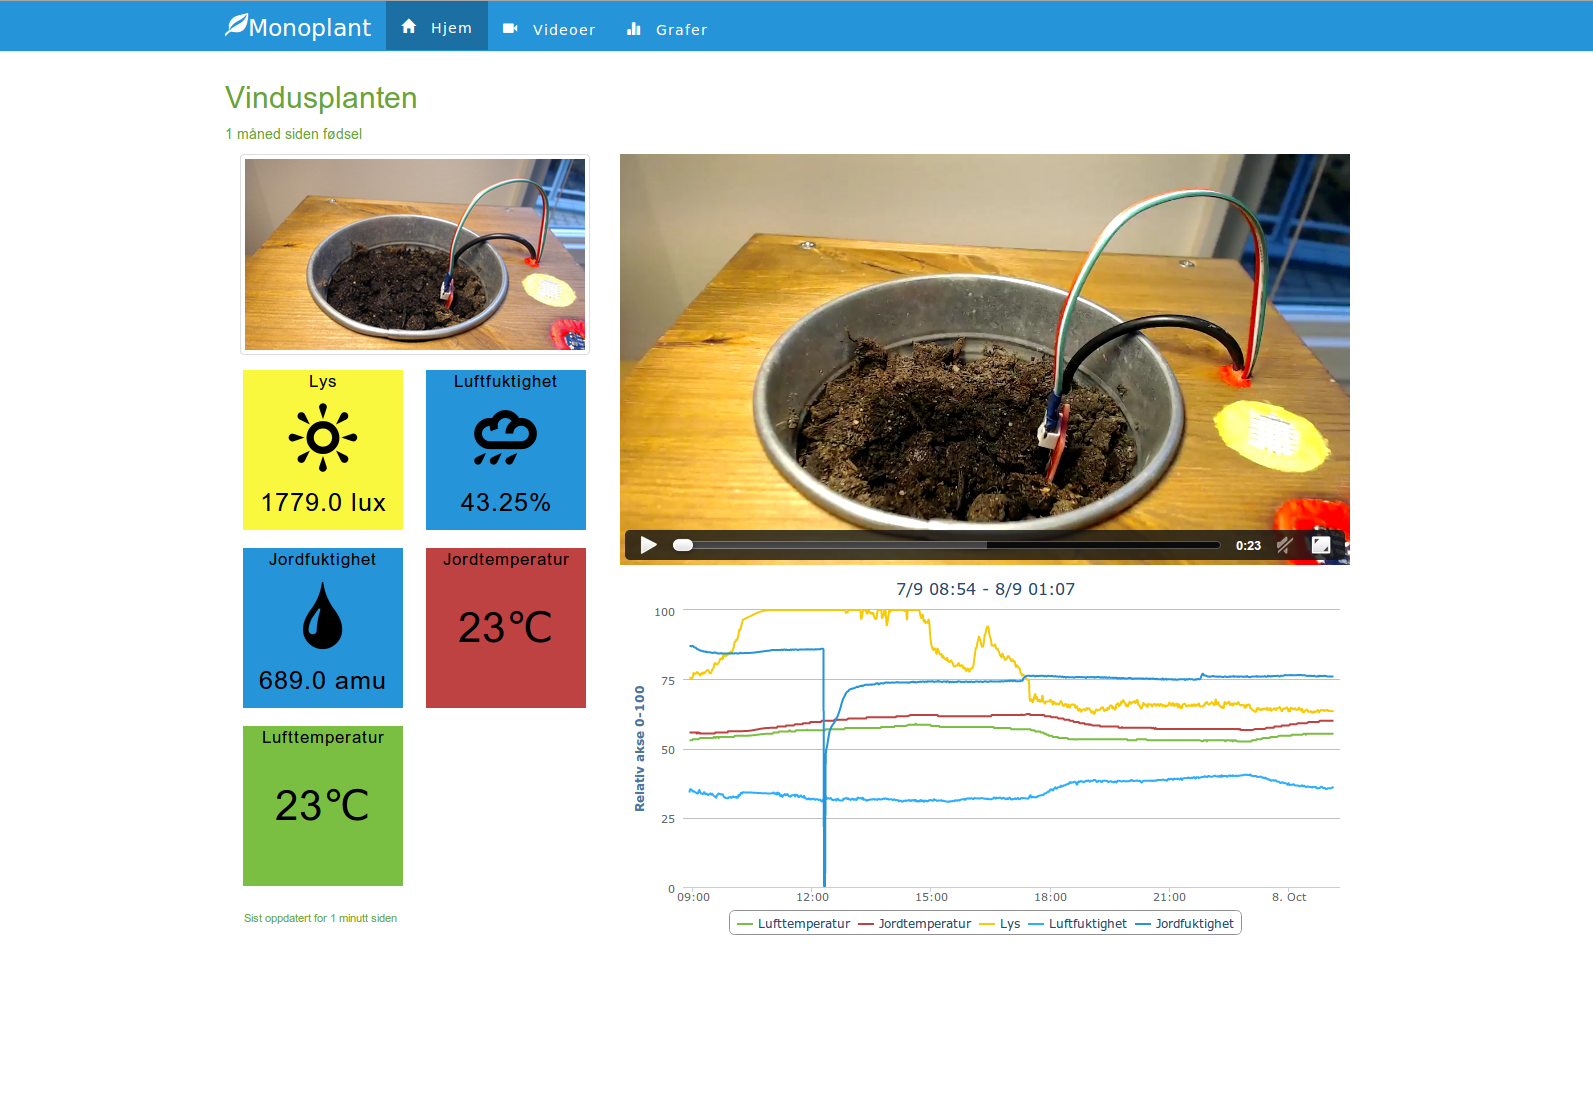 Monoplant
Hjem
Videoer
Grafer
Vindusplanten
1 måned siden fødsel
Lys
1779.0 lux
Luftfuktighet
43.25%
Jordfuktighet
689.0 amu
Jordtemperatur
23℃
Lufttemperatur
23℃
Sist oppdatert for 1 minutt siden
0:23
7/9 08:54 - 8/9 01:07
Relativ akse 0-100
100
75
50
25
0
09:00
12:00
15:00
18:00
21:00
8. Oct
Lufttemperatur
Jordtemperatur
Lys
Luftfuktighet
Jordfuktighet